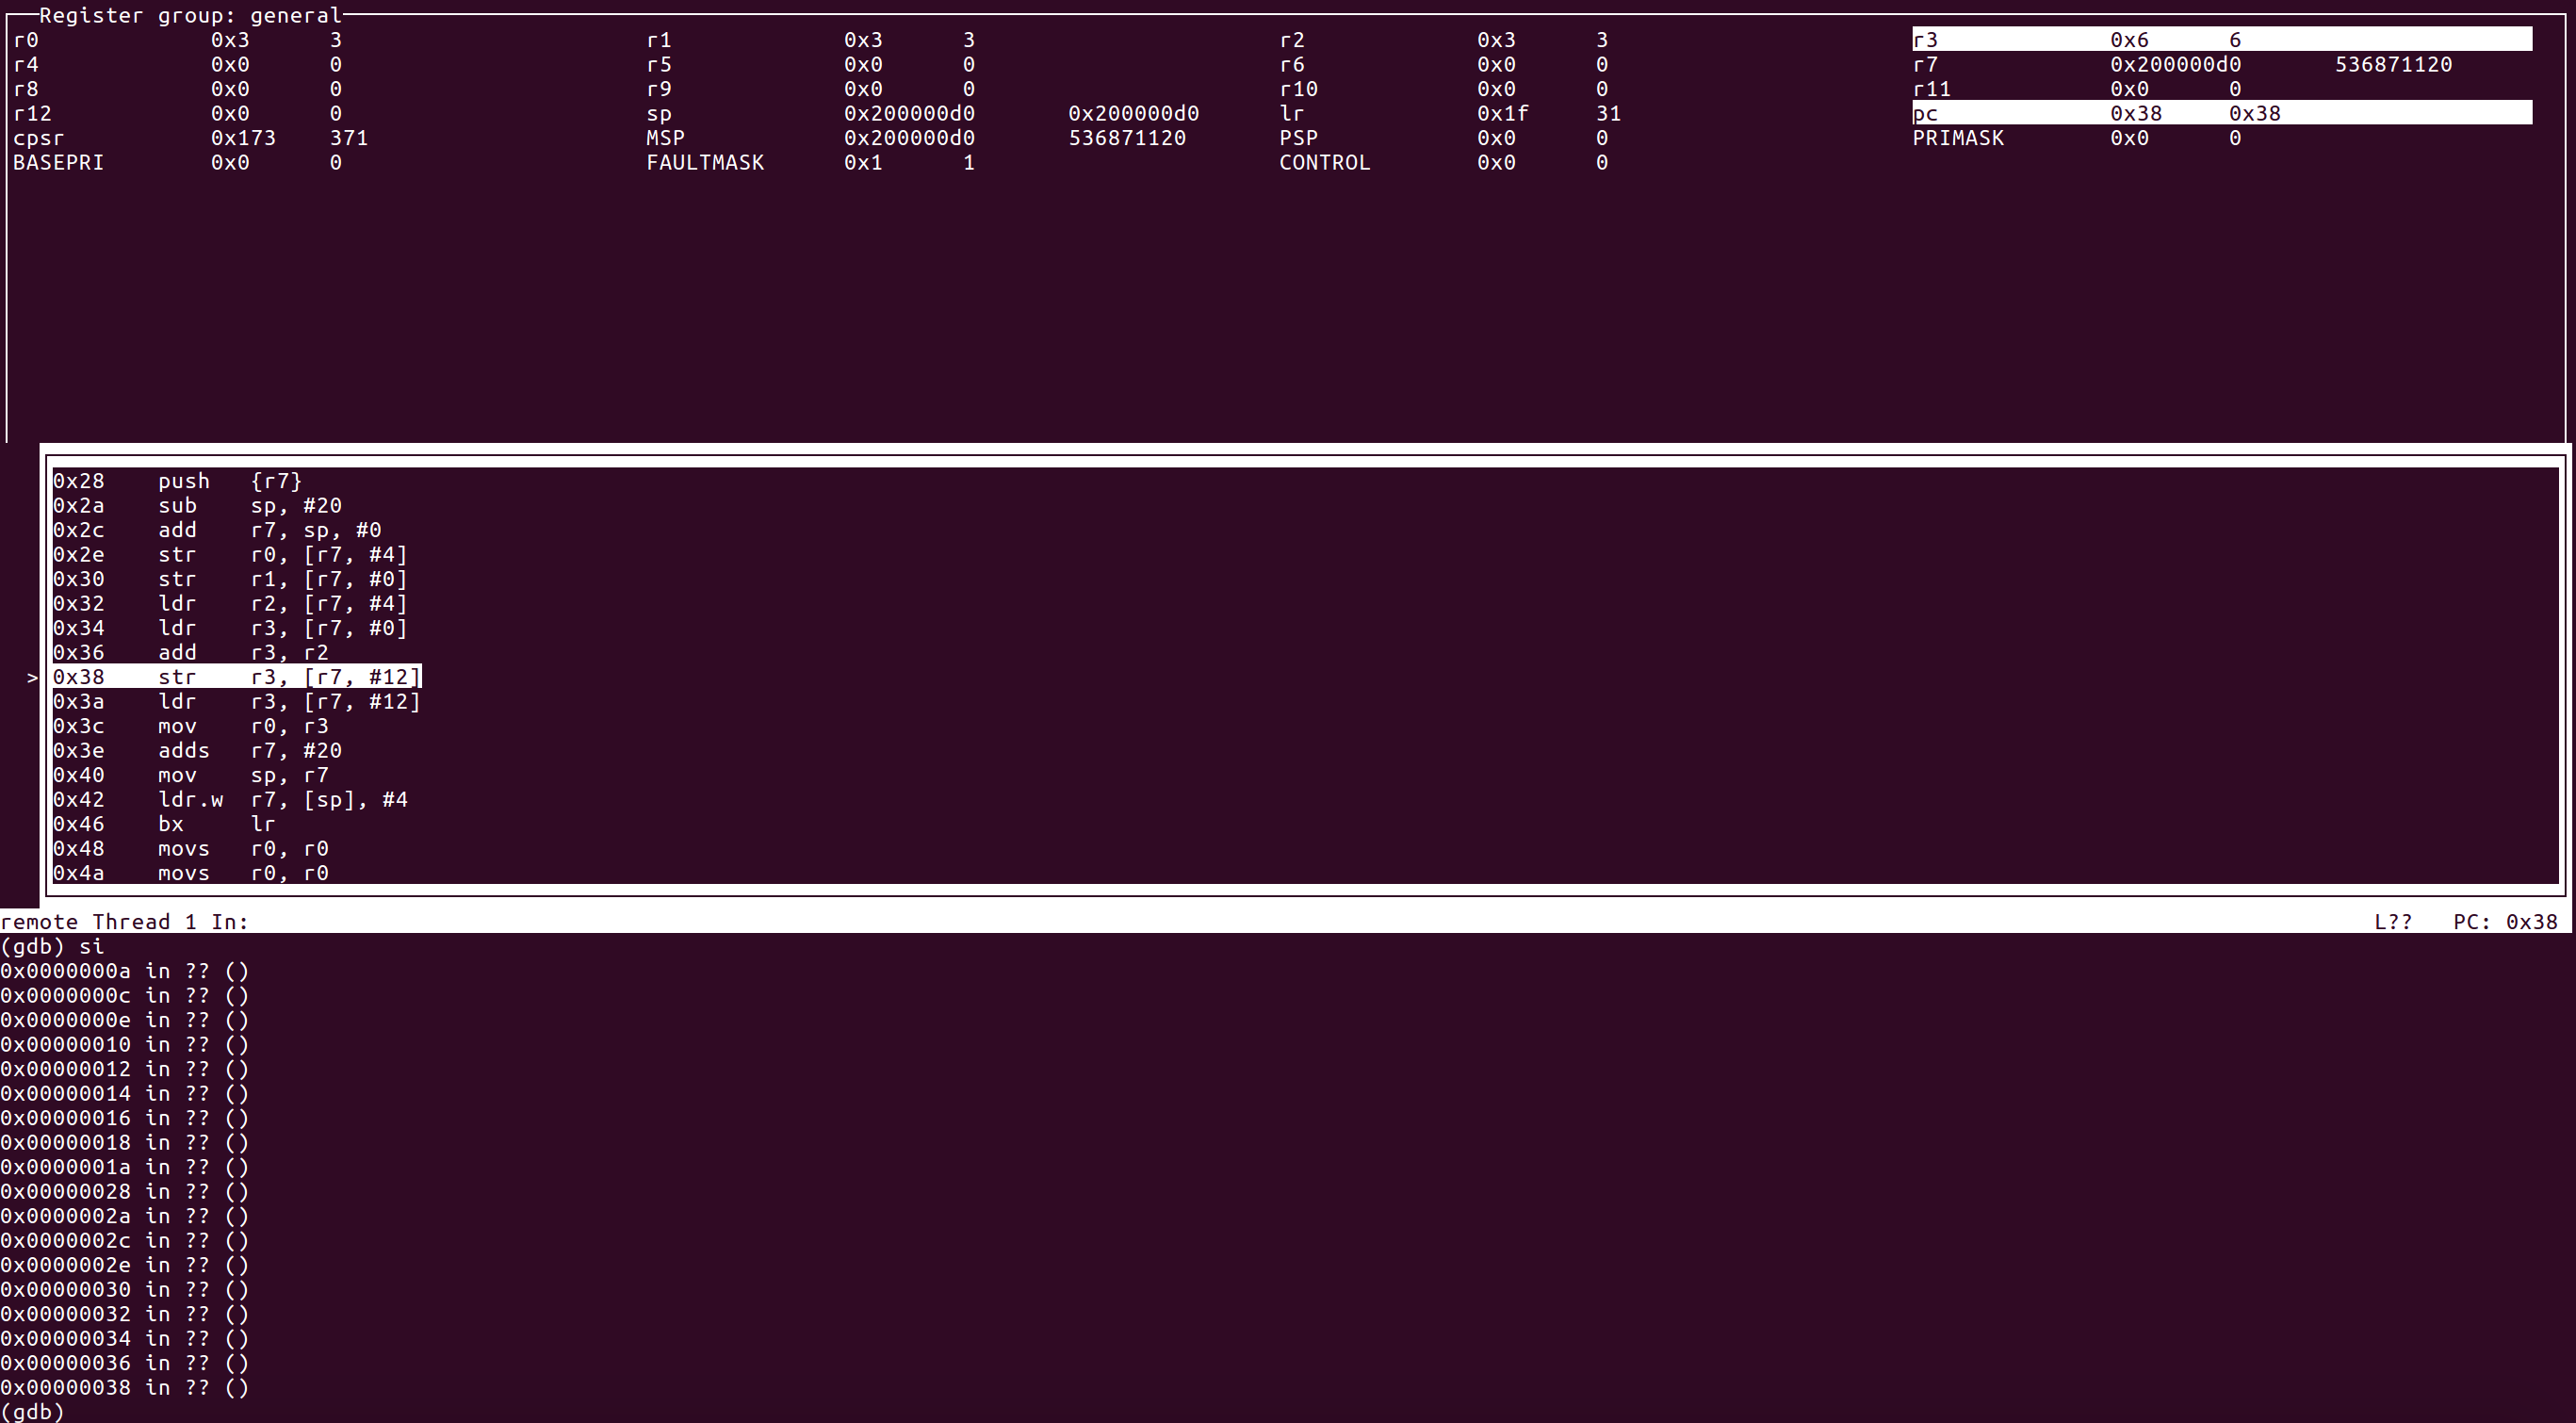 Register group: general
r0 0x3 3 r1 0x3 3 r2 0x3 3 r3 0x6 6
r4 0x0 0 r5 0x0 0 r6 0x0 0 r7 0x200000d0 536871120
r8 0x0 0 r9 0x0 0 r10 0x0 0 r11 0x0 0
r12 0x0 0 sp 0x200000d0 0x200000d0 lr 0x1f 31 pc 0x38 0x38
cpsr 0x173 371 MSP 0x200000d0 536871120 PSP 0x0 0 PRIMASK 0x0 0
BASEPRI 0x0 0 FAULTMASK 0x1 1 CONTROL 0x0 0
0x28 push {r7}
0x2a sub sp, #20
0x2c add r7, sp, #0
0x2e str r0, [r7, #4]
0x30 str r1, [r7, #0]
0x32 ldr r2, [r7, #4]
0x34 ldr r3, [r7, #0]
0x36 add r3, r2
> 0x38 str r3, [r7, #12]
0x3a ldr r3, [r7, #12]
0x3c mov r0, r3
0x3e adds r7, #20
0x40 mov sp, r7
0x42 ldr.w r7, [sp], #4
0x46 bx lr
0x48 movs r0, r0
0x4a movs r0, r0
remote Thread 1 In: L?? PC: 0x38
(gdb) si
0x0000000a in ?? ()
0x0000000c in ?? ()
0x0000000e in ?? ()
0x00000010 in ?? ()
0x00000012 in ?? ()
0x00000014 in ?? ()
0x00000016 in ?? ()
0x00000018 in ?? ()
0x0000001a in ?? ()
0x00000028 in ?? ()
0x0000002a in ?? ()
0x0000002c in ?? ()
0x0000002e in ?? ()
0x00000030 in ?? ()
0x00000032 in ?? ()
0x00000034 in ?? ()
0x00000036 in ?? ()
0x00000038 in ?? ()
(gdb)